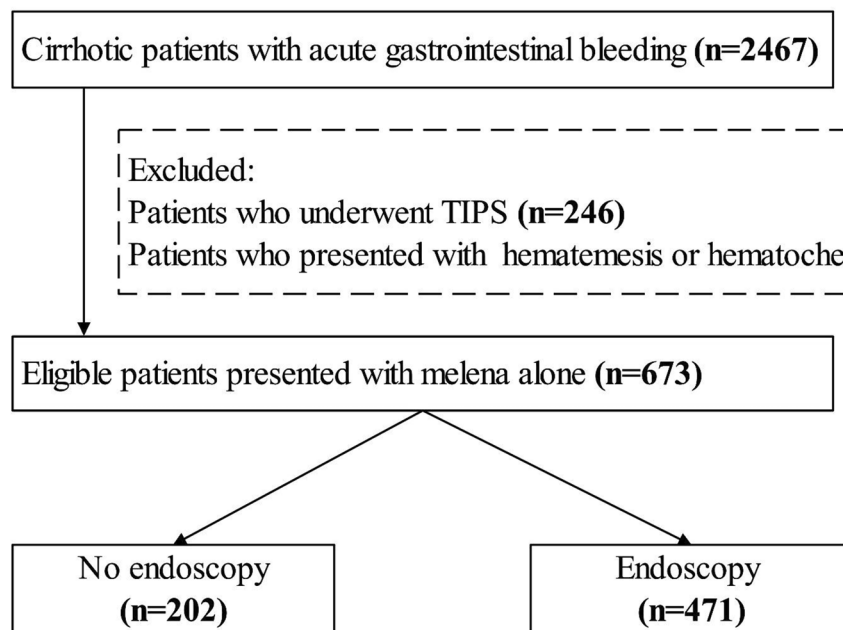 Cirrhotic patients with acute gastrointestinal bleeding (n=2467)
Excluded:
Patients who underwent TIPS (n=246)
Patients who presented with hematemesis or hematoche
Eligible patients presented with melena alone (n=673)
No endoscopy
(n=202)
Endoscopy
(n=471)